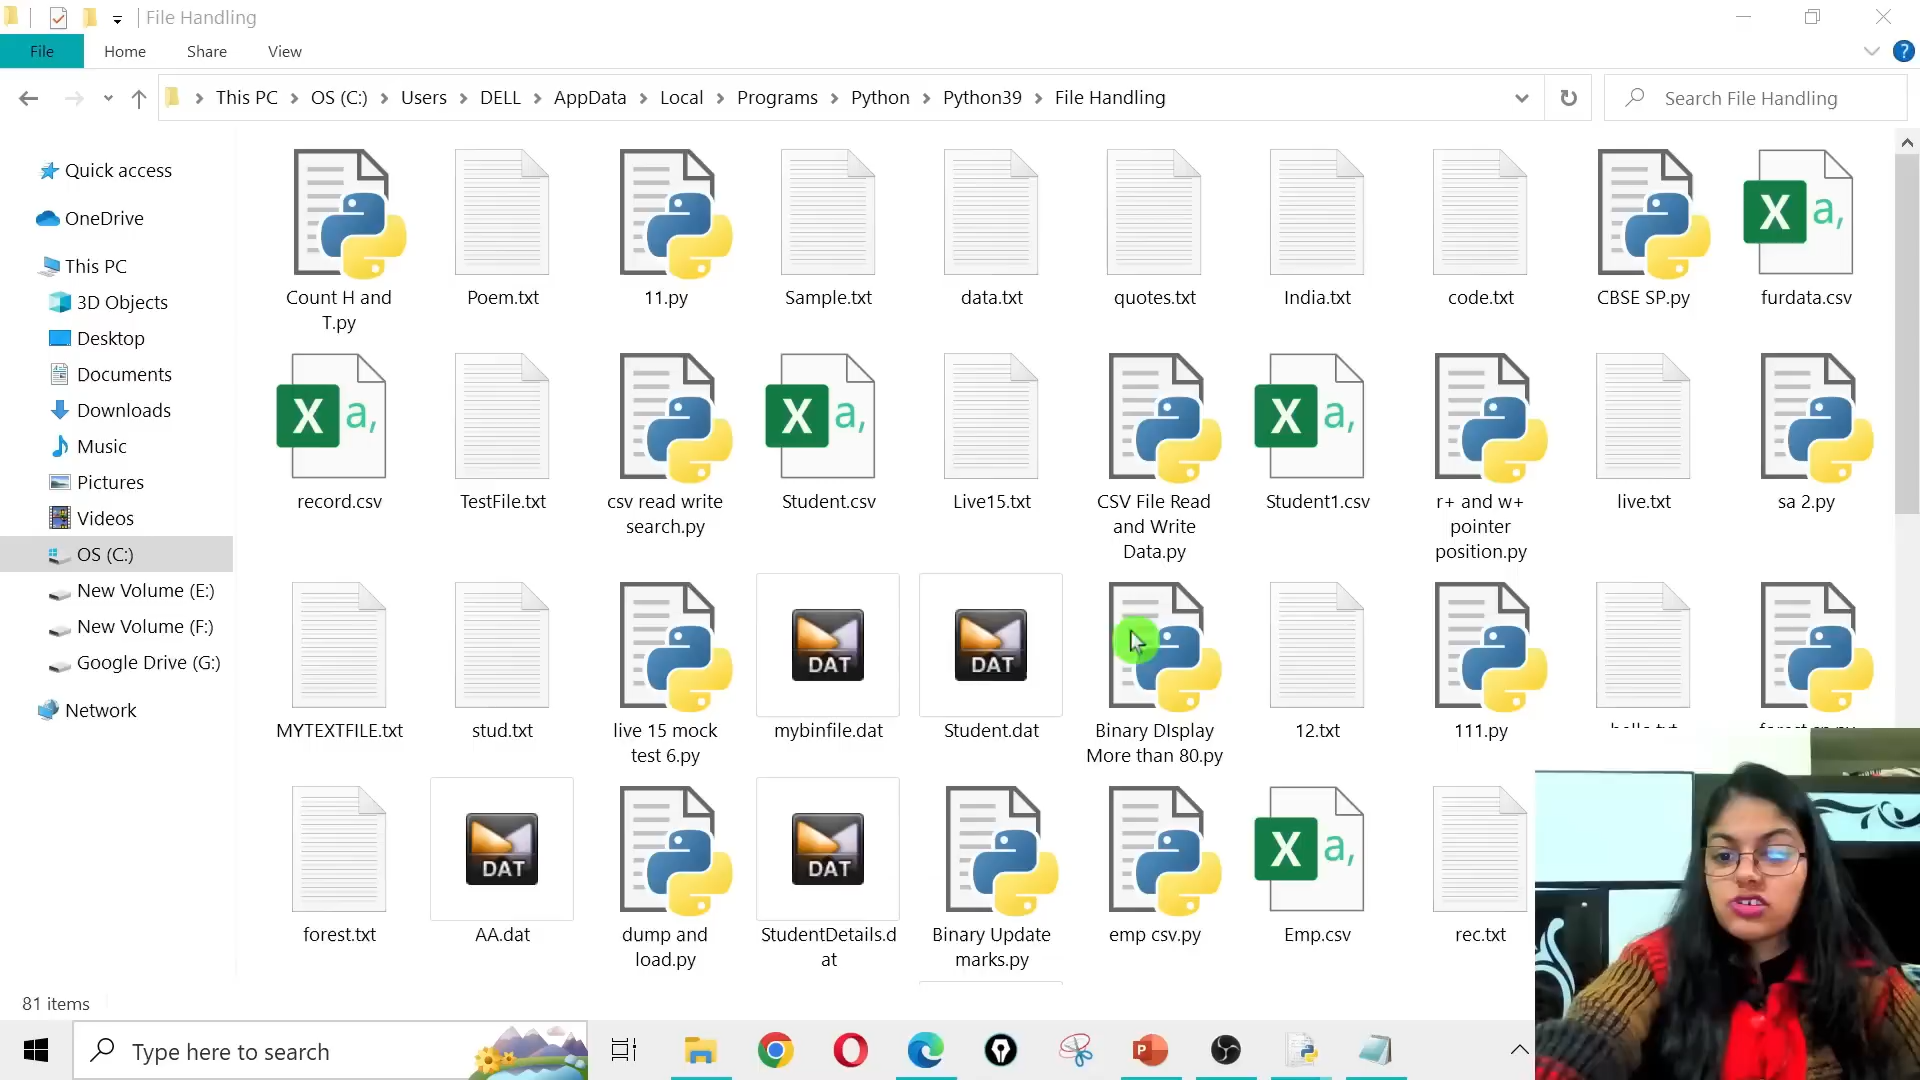 File Handling
File Home Share View
This PC > OS (C:) > Users > DELL > AppData > Local > Programs > Python > Python39 > File Handling
Search File Handling
Quick access
OneDrive
This PC
3D Objects
Desktop
Documents
Downloads
Music
Pictures
Videos
OS (C:)
New Volume (E:)
New Volume (F:)
Google Drive (G:)
Network
Count H and
T.py
Poem.txt
11.py
Sample.txt
data.txt
quotes.txt
India.txt
code.txt
CBSE SP.py
X a,
furdata.csv
X a,
record.csv
TestFile.txt
csv read write
search.py
X a,
Student.csv
Live15.txt
CSV File Read
and Write
Data.py
X a,
Student1.csv
r+ and w+
pointer
position.py
live.txt
sa 2.py
MYTEXTFILE.txt
stud.txt
live 15 mock
test 6.py
DAT
mybinfile.dat
DAT
Student.dat
Binary DIsplay
More than 80.py
12.txt
111.py
forest.txt
DAT
AA.dat
dump and
load.py
DAT
StudentDetails.d
at
Binary Update
marks.py
emp csv.py
X a,
Emp.csv
rec.txt
81 items
Type here to search